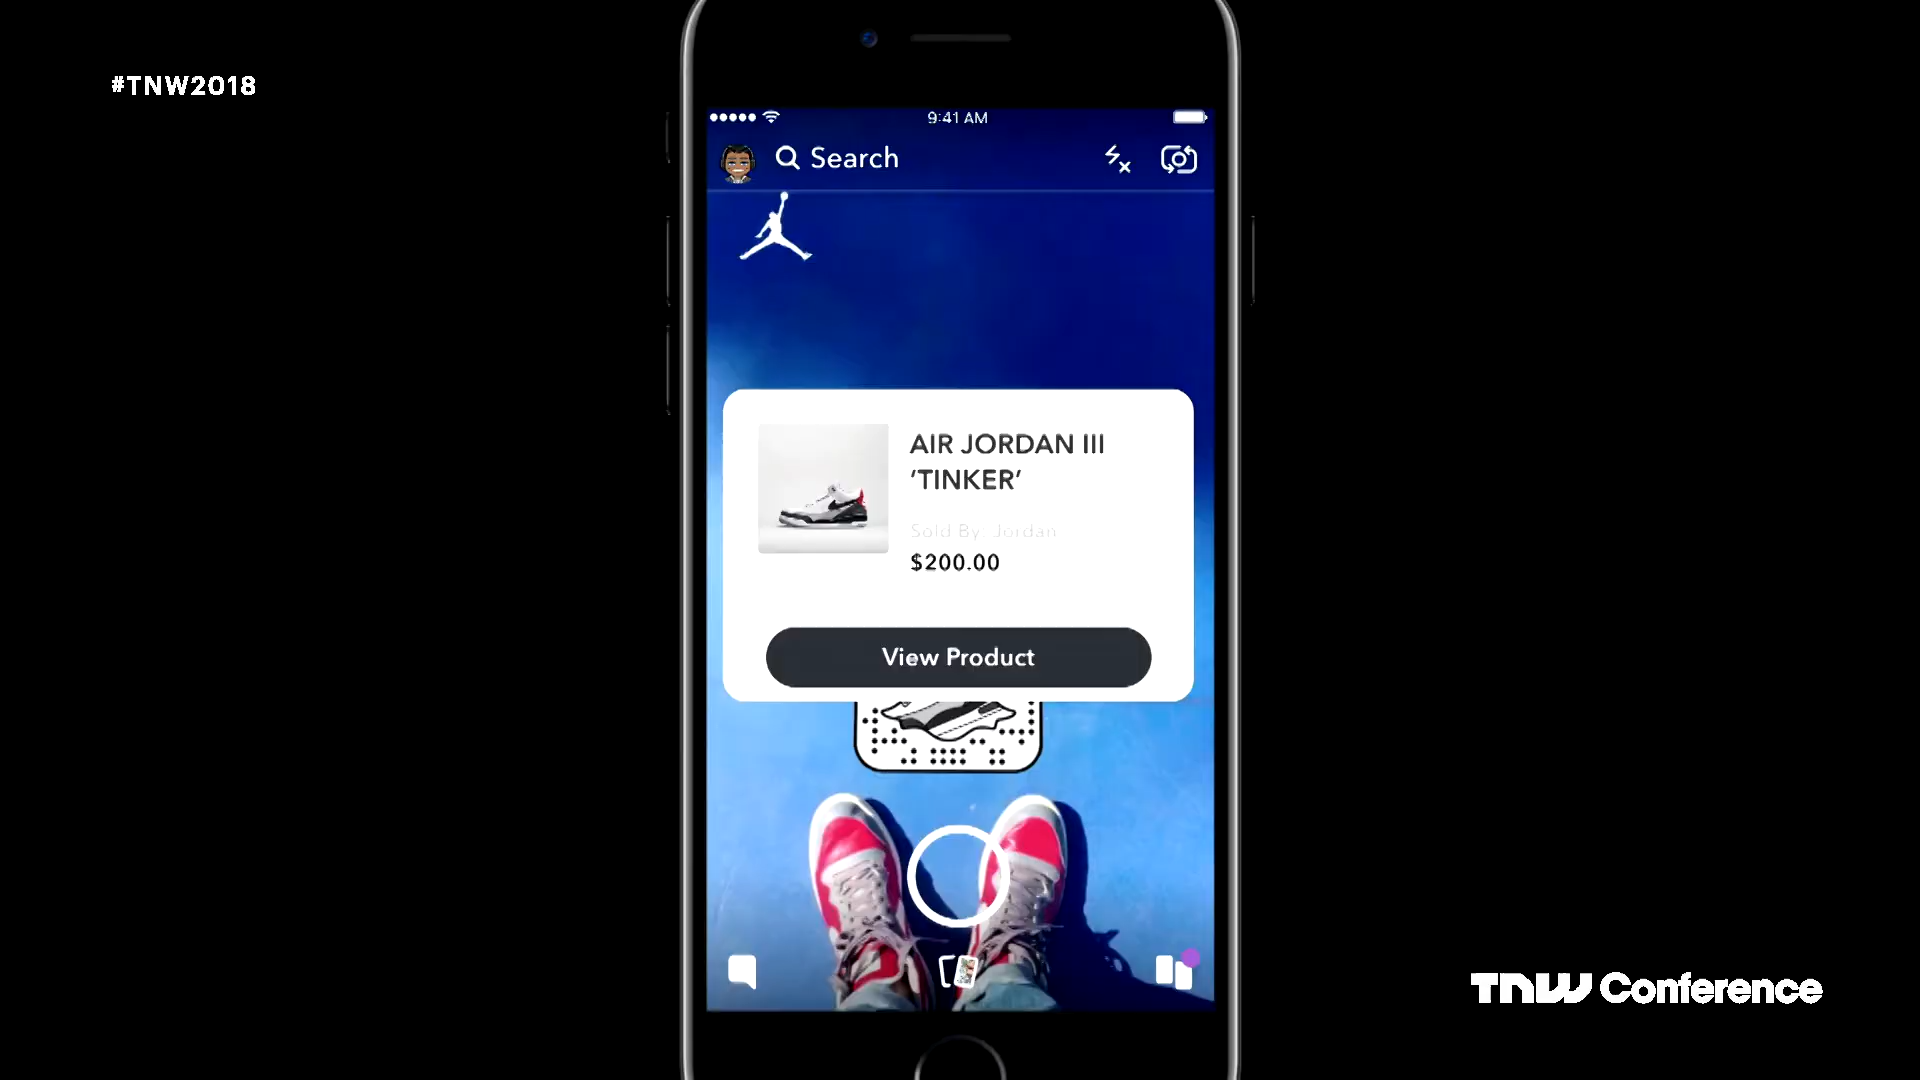 #TNW2018
9:41 AM
Search
AIR JORDAN III
‘TINKER’
Sold By: Jordan
$200.00
View Product
TNW Conference